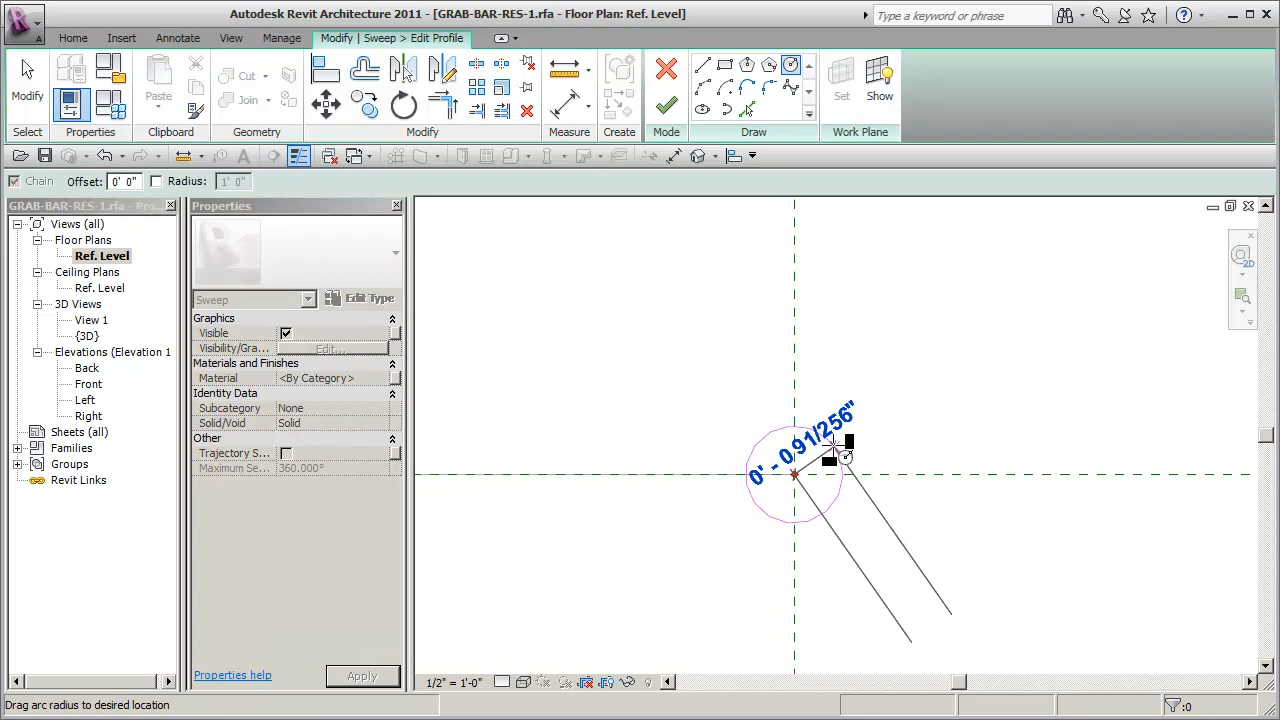 Autodesk Revit Architecture 2011 - [GRAB-BAR-RES-1.rfa - Floor Plan: Ref. Level]
Type a keyword or phrase
Home Insert Annotate View Manage Modify | Sweep > Edit Profile
Modify
Paste
Cut
Join
Set
Show
Select Properties Clipboard Geometry Modify Measure Create Mode Draw Work Plane
Chain Offset: 0' 0" Radius: 1' 0"
GRAB-BAR-RES-1.rfa - Pro...
Views (all)
Floor Plans
Ref. Level
Ceiling Plans
Ref. Level
3D Views
View 1
{3D}
Elevations (Elevation 1
Back
Front
Left
Right
Sheets (all)
Families
Groups
Revit Links
Properties
Sweep
Edit Type
Graphics
Visible
Visibility/Gra... Edit...
Materials and Finishes
Material <By Category>
Identity Data
Subcategory None
Solid/Void Solid
Other
Trajectory S...
Maximum Se... 360.000°
Properties help
Apply
0' - 0.91/256"
2D
1/2" = 1'-0"
Drag arc radius to desired location
:0